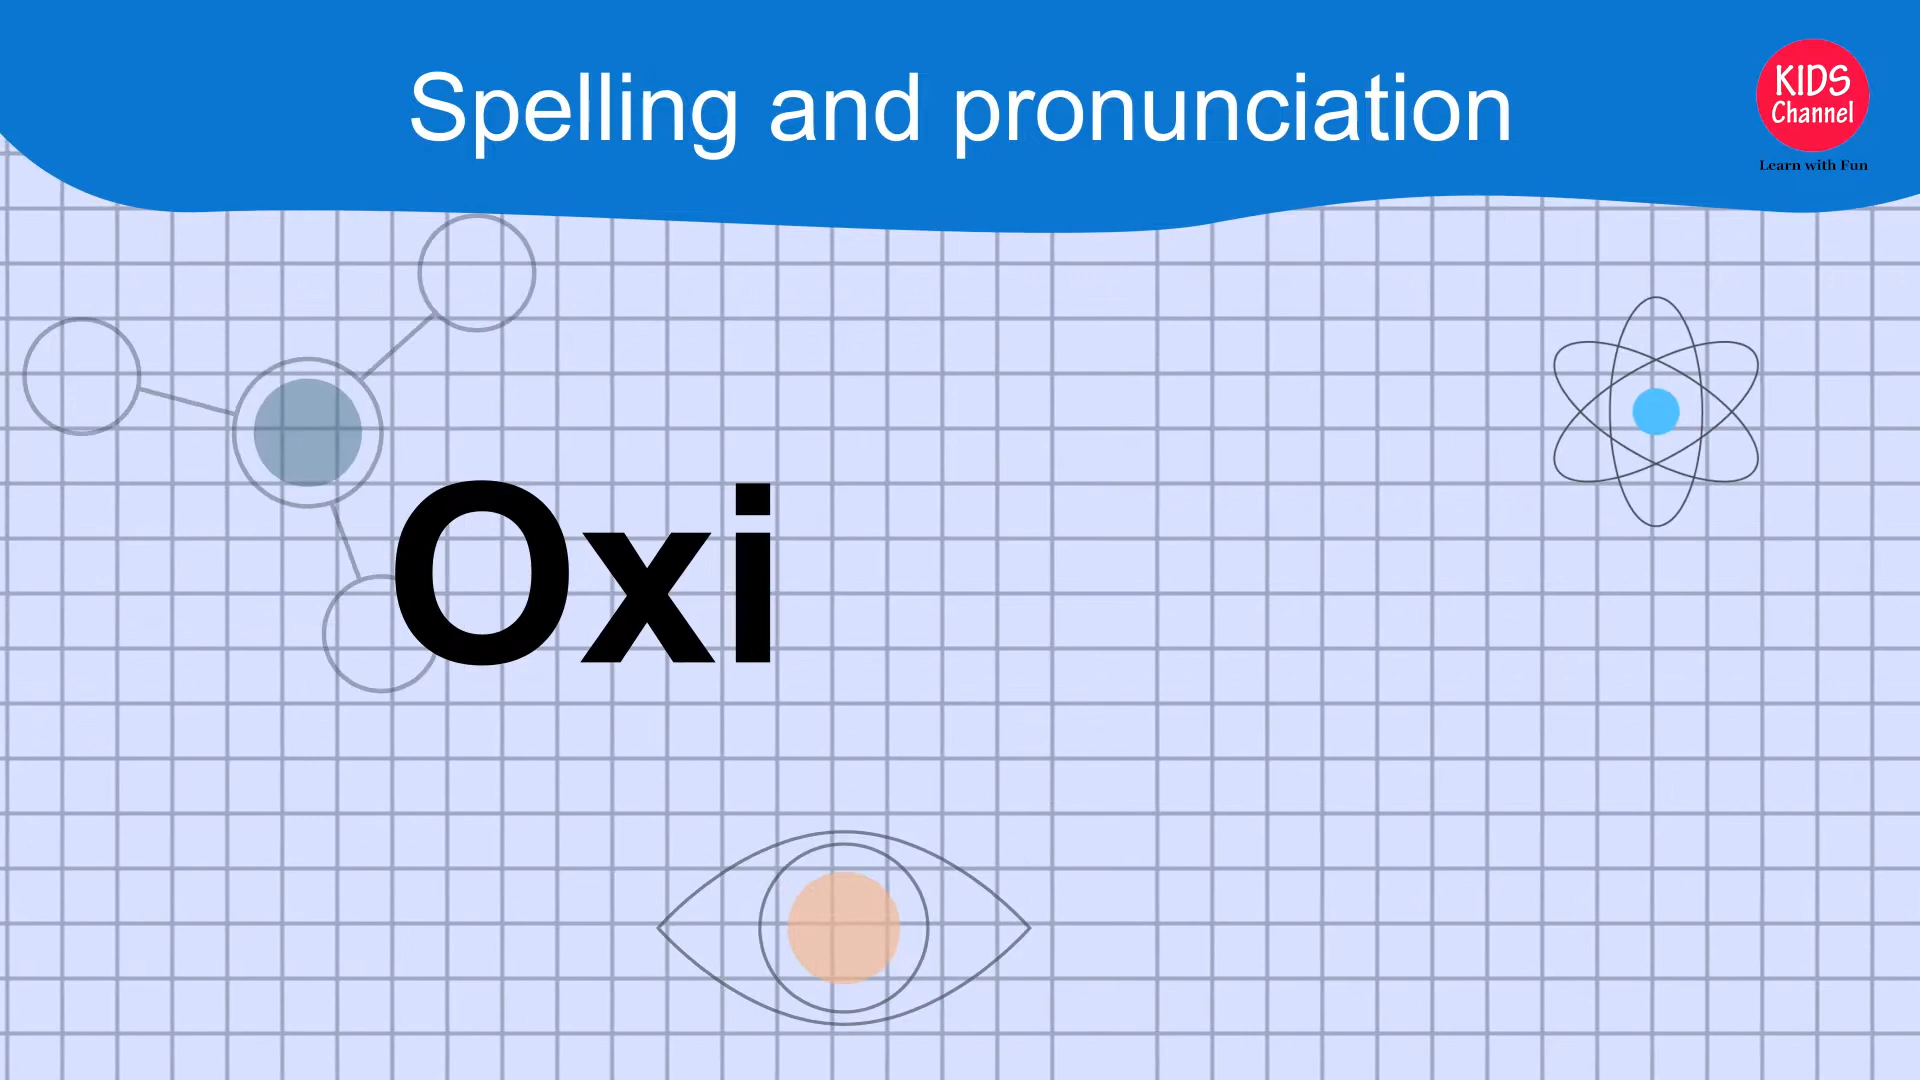 Spelling and pronunciation
KIDS
Channel
Learn with Fun
Oxi